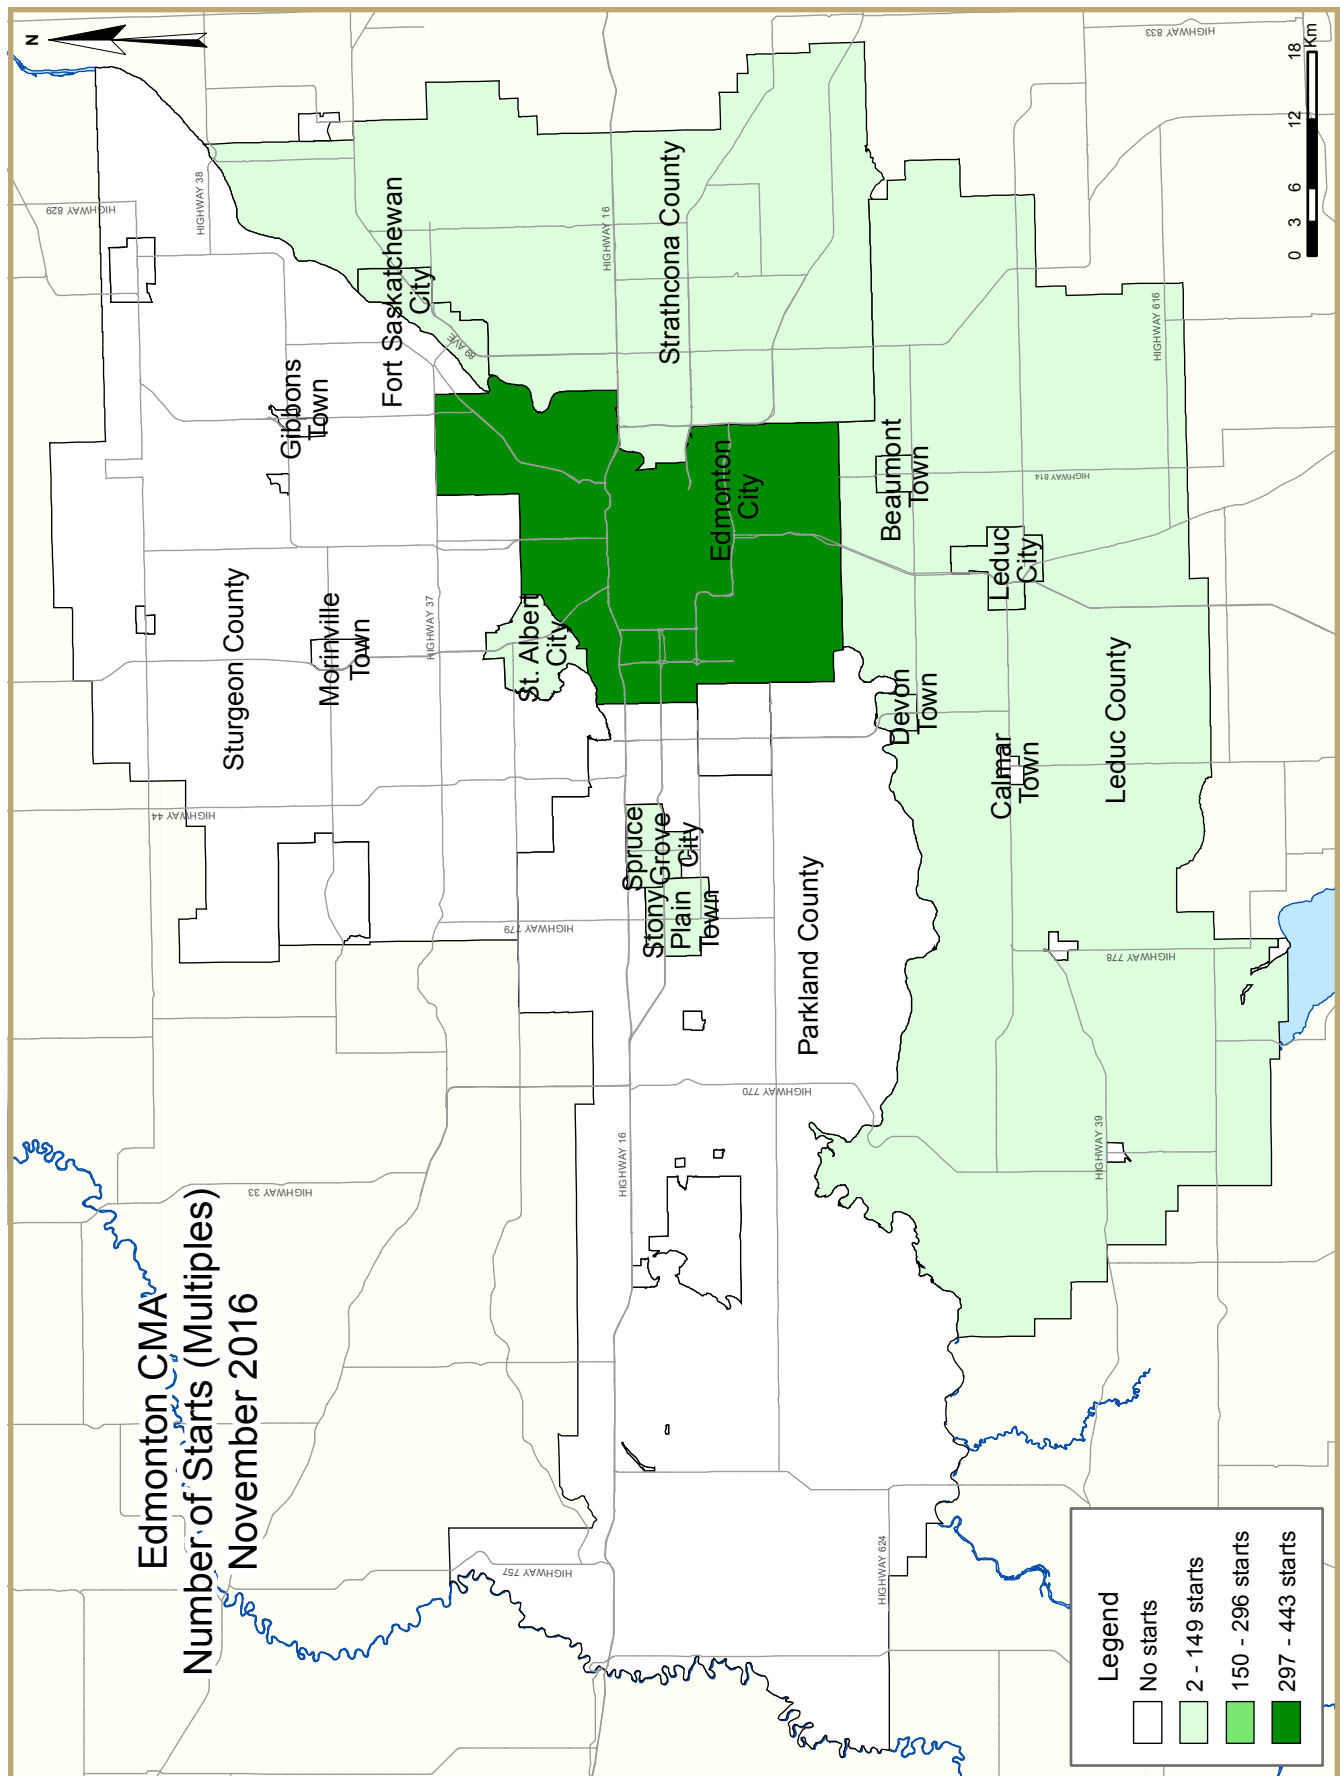 Edmonton CMA
Number of Starts (Multiples)
November 2016
N
HIGHWAY 829
HIGHWAY 38
HIGHWAY 833
HIGHWAY 44
HIGHWAY 33
Sturgeon County
Gibbons
Town
Morinville
Town
Fort Saskatchewan
City
HIGHWAY 37
89 AVE
St. Albert
City
HIGHWAY 779
HIGHWAY 757
HIGHWAY 16
HIGHWAY 16
Strathcona County
Spruce
Grove
City
Stony
Plain
Town
Edmonton
City
HIGHWAY 770
Parkland County
HIGHWAY 624
Beaumont
Town
Devon
Town
Leduc
City
Calmar
Town
HIGHWAY 814
HIGHWAY 39
Leduc County
HIGHWAY 778
HIGHWAY 616
Legend
No starts
2 - 149 starts
150 - 296 starts
297 - 443 starts
0 3 6 12 18
Km